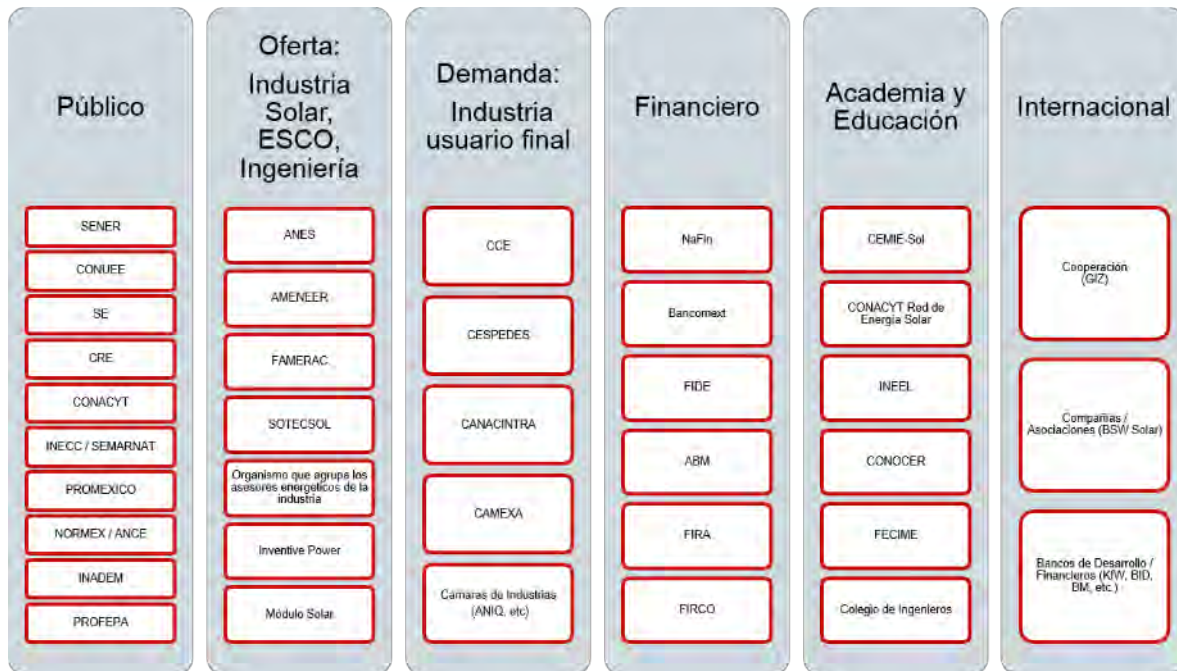 Público
SENER
CONUEE
SE
CRE
CONACYT
INECC / SEMARNAT
PROMEXICO
NORMEX / ANCE
INADEM
PROFEPA
Oferta:
Industria
Solar,
ESCO,
Ingeniería
ANES
AMENEER
FAMERAC
SOTECSOL
Organismo que agrupa los
asesores energéticos de la
industria
Inventive Power
Módulo Solar
Demanda:
Industria
usuario final
CCE
CESPEDES
CANACINTRA
CAMEXA
Cámaras de Industrias
(ANIQ, etc)
Financiero
NaFin
Bancomext
FIDE
ABM
FIRA
FIRCO
Academia y
Educación
CEMIE-Sol
CONACYT Red de
Energía Solar
INEEL
CONOCER
FECIME
Colegio de Ingenieros
Internacional
Cooperación
(GIZ)
Compañías /
Asociaciones (BSW Solar)
Bancos de Desarrollo /
Financieros (KfW, BID,
BM, etc.)